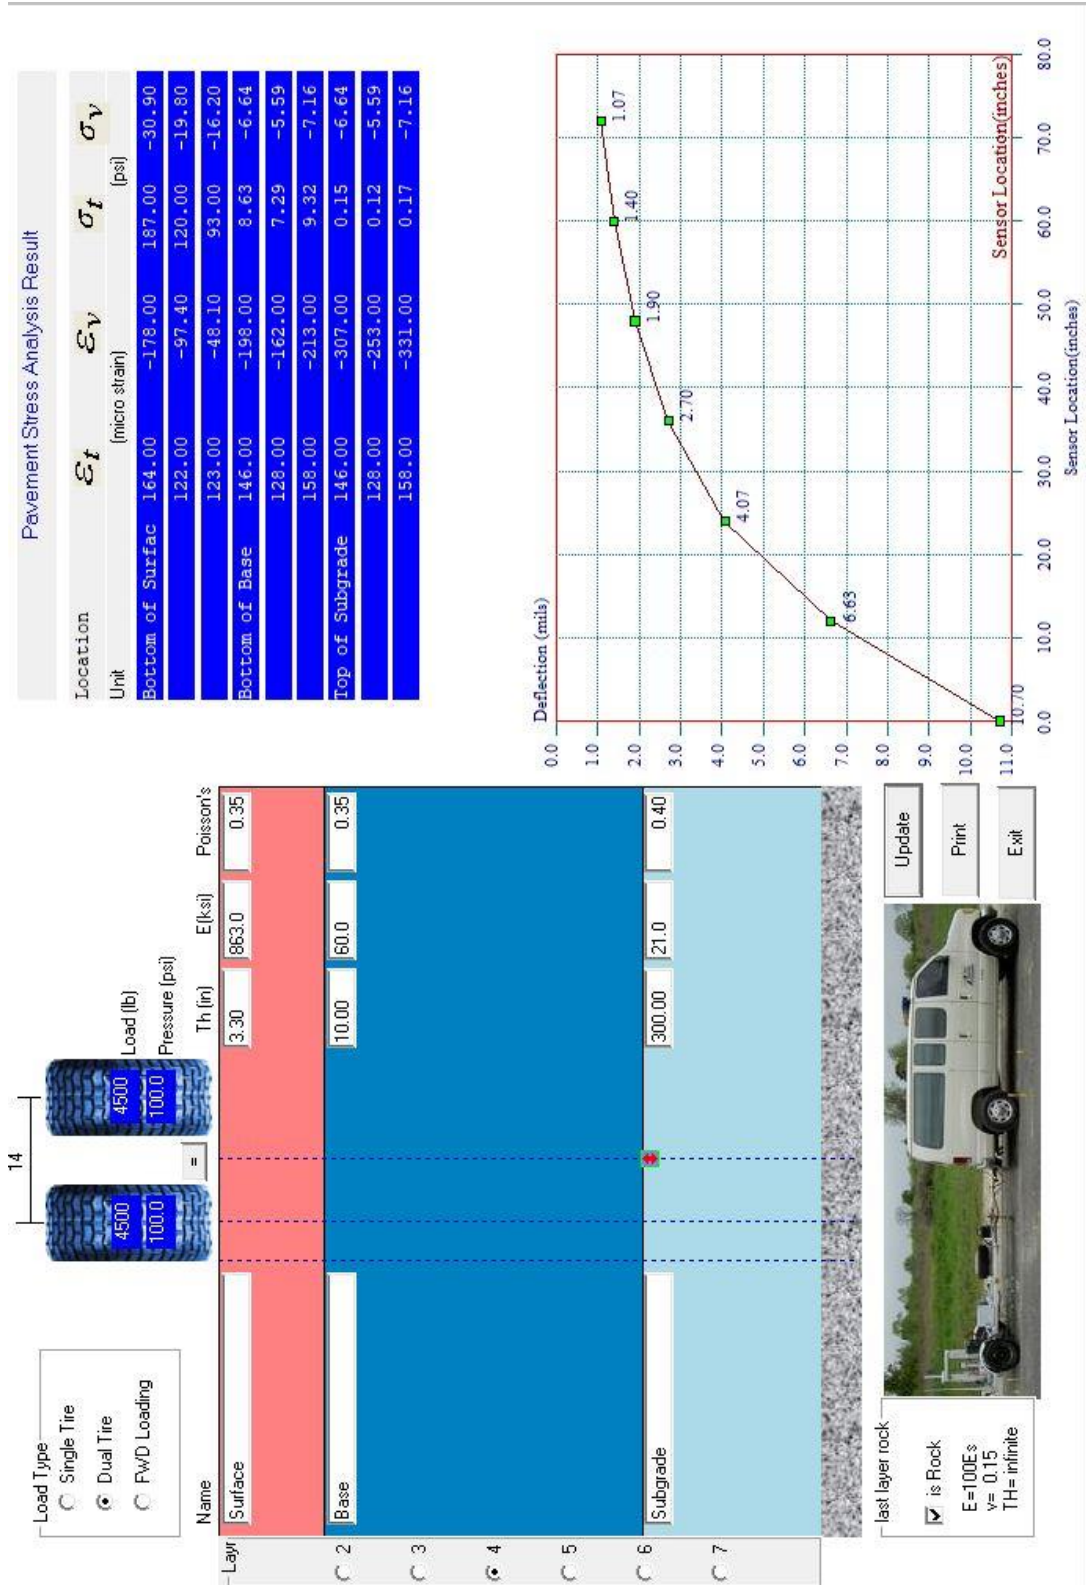 Load Type
Single Tire
Dual Tire
FWD Loading
14
4500
4500
Load (lb)
100.0
100.0
Pressure (psi)
=
Layr
Name
Th (in)
E(ksi)
Poisson's
Surface
3.30
863.0
0.35
2
Base
10.00
60.0
0.35
3
4
5
6
Subgrade
300.00
21.0
0.40
7
last layer rock
is Rock
E=100Es
v= 0.15
TH= infinite
Update
Print
Exit
Pavement Stress Analysis Result
Location εt εv σt σv
Unit (micro strain) (psi)
Bottom of Surfac 164.00 -178.00 187.00 -30.90
122.00 -97.40 120.00 -19.80
123.00 -48.10 93.00 -16.20
Bottom of Base 146.00 -198.00 8.63 -6.64
128.00 -162.00 7.29 -5.59
158.00 -213.00 9.32 -7.16
Top of Subgrade 146.00 -307.00 0.15 -6.64
128.00 -253.00 0.12 -5.59
158.00 -331.00 0.17 -7.16
Deflection (mils)
0.0
1.0
2.0
3.0
4.0
5.0
6.0
7.0
8.0
9.0
10.0
11.0
10.70
6.63
4.07
2.70
1.90
1.40
1.07
Sensor Location(inches)
0.0 10.0 20.0 30.0 40.0 50.0 60.0 70.0 80.0
Sensor Location(inches)